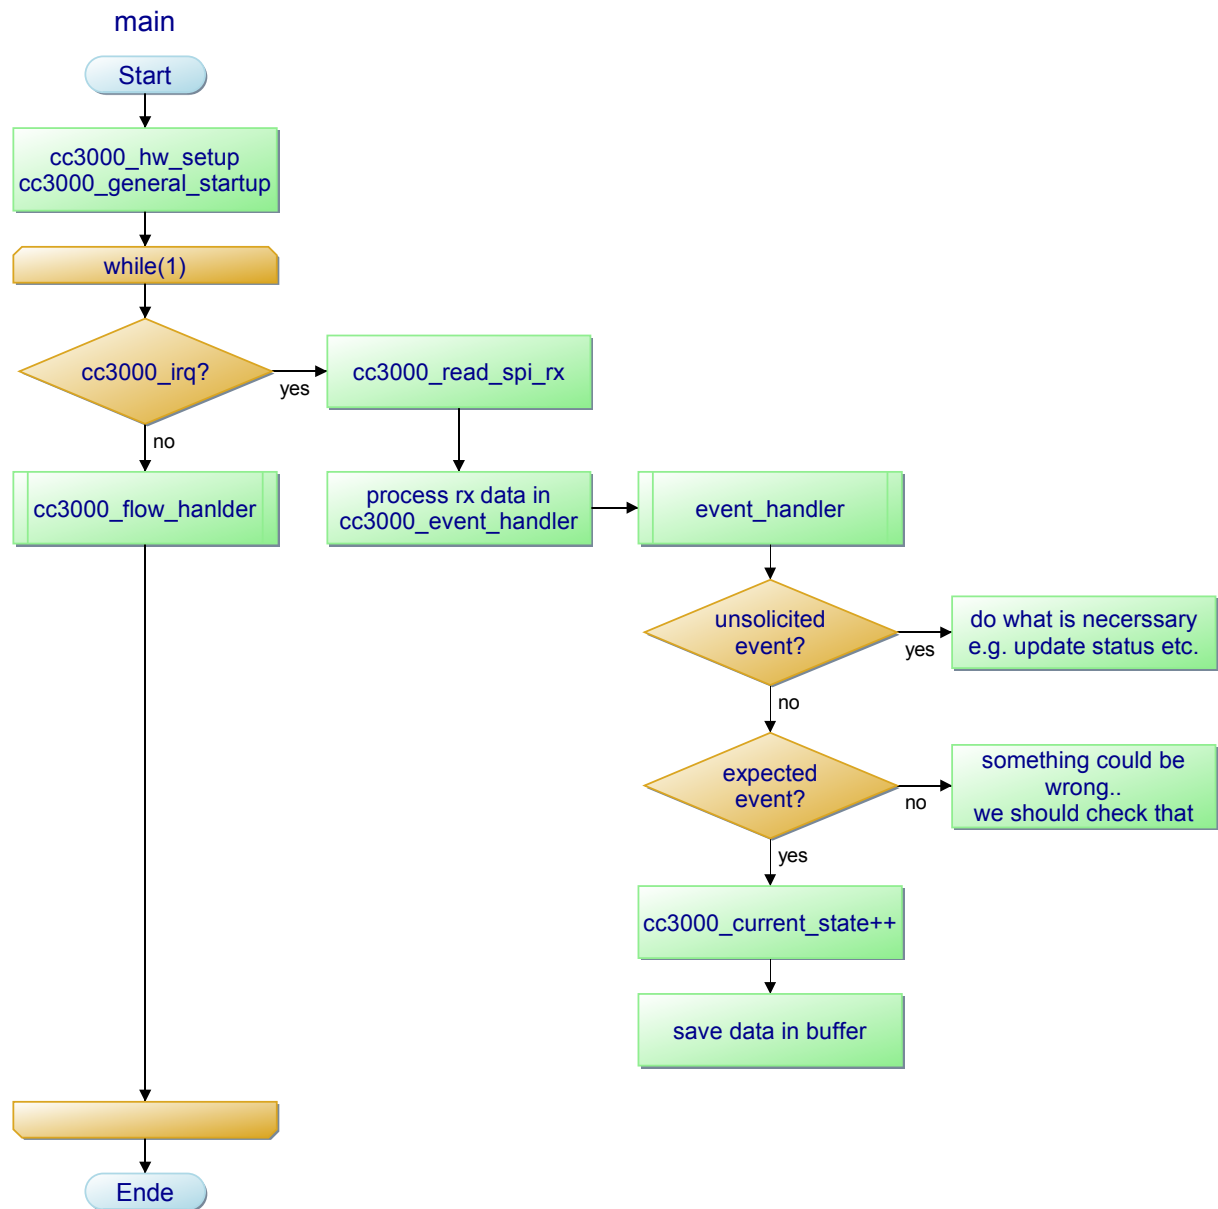 main
Start
cc3000_hw_setup
cc3000_general_startup
while(1)
cc3000_irq?
yes
cc3000_read_spi_rx
no
cc3000_flow_hanlder
process rx data in
cc3000_event_handler
event_handler
unsolicited
event?
yes
do what is necerssary
e.g. update status etc.
no
expected
event?
no
something could be
wrong..
we should check that
yes
cc3000_current_state++
save data in buffer
Ende